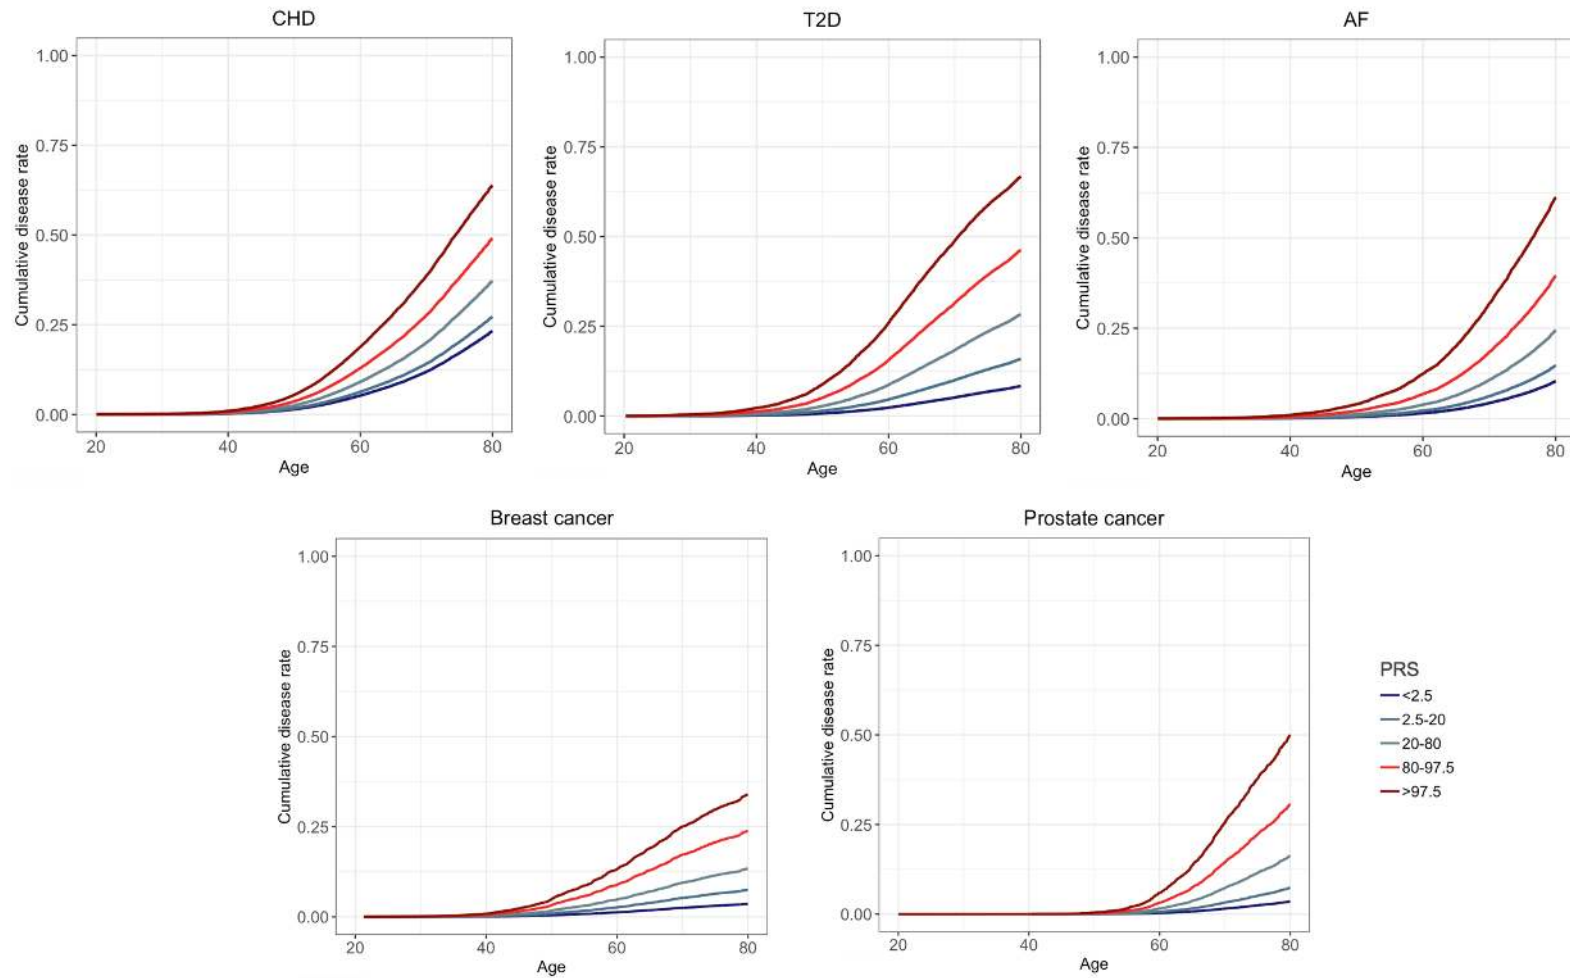 CHD
T2D
AF
1.00
0.75
0.50
0.25
0.00
Cumulative disease rate
20 40 60 80
Age
1.00
0.75
0.50
0.25
0.00
Cumulative disease rate
20 40 60 80
Age
1.00
0.75
0.50
0.25
0.00
Cumulative disease rate
20 40 60 80
Age
Breast cancer
Prostate cancer
1.00
0.75
0.50
0.25
0.00
Cumulative disease rate
20 40 60 80
Age
1.00
0.75
0.50
0.25
0.00
Cumulative disease rate
20 40 60 80
Age
PRS
<2.5
2.5-20
20-80
80-97.5
>97.5